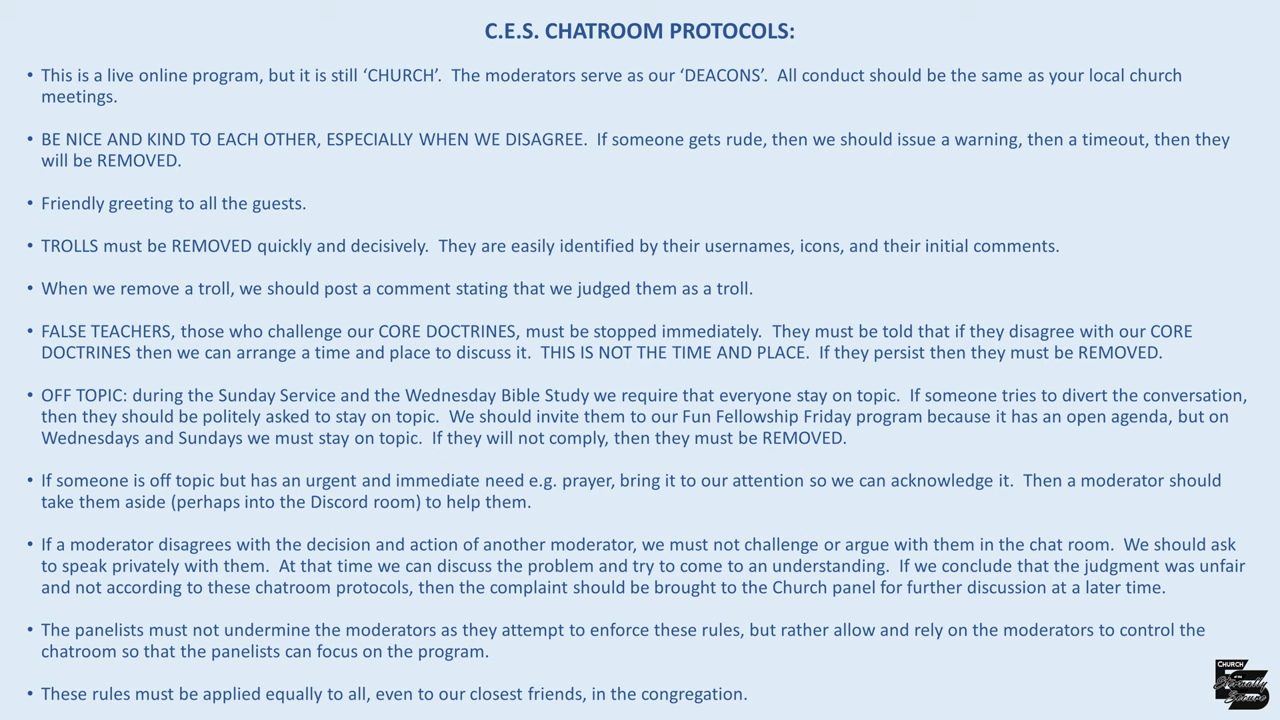 C.E.S. CHATROOM PROTOCOLS:
• This is a live online program, but it is still ‘CHURCH’.  The moderators serve as our ‘DEACONS’.  All conduct should be the same as your local church
meetings.
• BE NICE AND KIND TO EACH OTHER, ESPECIALLY WHEN WE DISAGREE.  If someone gets rude, then we should issue a warning, then a timeout, then they
will be REMOVED.
• Friendly greeting to all the guests.
• TROLLS must be REMOVED quickly and decisively.  They are easily identified by their usernames, icons, and their initial comments.
• When we remove a troll, we should post a comment stating that we judged them as a troll.
• FALSE TEACHERS, those who challenge our CORE DOCTRINES, must be stopped immediately.  They must be told that if they disagree with our CORE
DOCTRINES then we can arrange a time and place to discuss it.  THIS IS NOT THE TIME AND PLACE.  If they persist then they must be REMOVED.
• OFF TOPIC: during the Sunday Service and the Wednesday Bible Study we require that everyone stay on topic.  If someone tries to divert the conversation,
then they should be politely asked to stay on topic.  We should invite them to our Fun Fellowship Friday program because it has an open agenda, but on
Wednesdays and Sundays we must stay on topic.  If they will not comply, then they must be REMOVED.
• If someone is off topic but has an urgent and immediate need e.g. prayer, bring it to our attention so we can acknowledge it.  Then a moderator should
take them aside (perhaps into the Discord room) to help them.
• If a moderator disagrees with the decision and action of another moderator, we must not challenge or argue with them in the chat room.  We should ask
to speak privately with them.  At that time we can discuss the problem and try to come to an understanding.  If we conclude that the judgment was unfair
and not according to these chatroom protocols, then the complaint should be brought to the Church panel for further discussion at a later time.
• The panelists must not undermine the moderators as they attempt to enforce these rules, but rather allow and rely on the moderators to control the
chatroom so that the panelists can focus on the program.
• These rules must be applied equally to all, even to our closest friends, in the congregation.
CHURCH
of the
Eternally
Secure